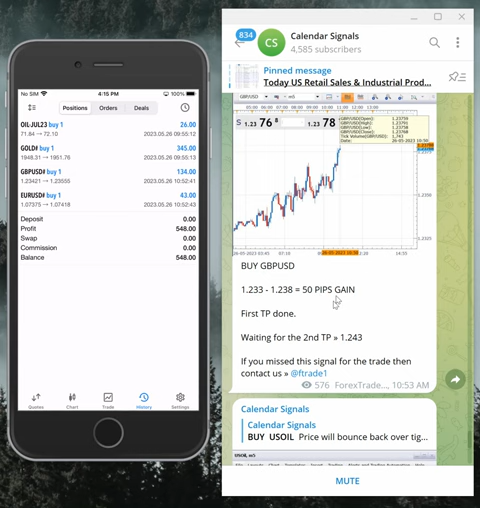 No SIM
4:15 PM
100%
Positions
Orders
Deals
OIL-JUL23 buy 1
26.00
71.84 → 72.10
2023.05.26 09:55:12
GOLD# buy 1
345.00
1948.31 → 1951.76
2023.05.26 09:55:13
GBPUSD# buy 1
134.00
1.23421 → 1.23555
2023.05.26 10:52:41
EURUSD# buy 1
43.00
1.07375 → 1.07418
2023.05.26 10:52:43
Deposit
0.00
Profit
548.00
Swap
0.00
Commission
0.00
Balance
548.00
Quotes
Chart
Trade
History
Settings
834
CS
Calendar Signals
4,585 subscribers
Pinned message
Today US Retail Sales & Industrial Prod...
GBP/USD
m5
S 1.23 76 8
1.23 78
BUY GBPUSD
1.233 - 1.238 = 50 PIPS GAIN
First TP done.
Waiting for the 2nd TP » 1.243
If you missed this signal for the trade then
contact us » @ftrade1
576 ForexTrade..., 10:53 AM
Calendar Signals
Calendar Signals
BUY USOIL Price will bounce back over tig...
USOIL, m5
MUTE